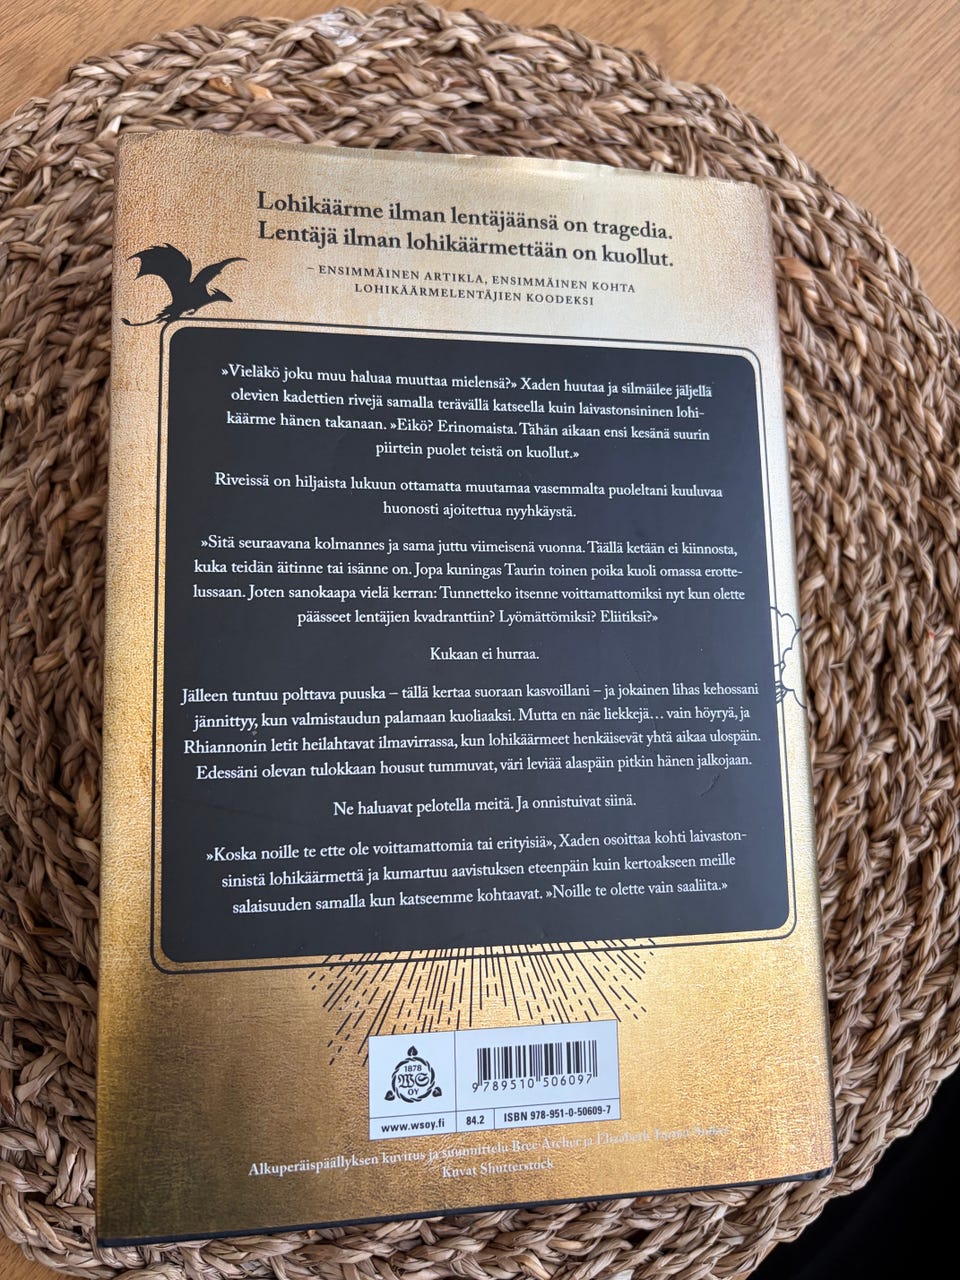 Lohikäärme ilman lentäjäänsä on tragedia.
Lentäjä ilman lohikäärmettään on kuollut.
– ENSIMMÄINEN ARTIKLA, ENSIMMÄINEN KOHTA
LOHIKÄÄRMELENTÄJIEN KOODEKSI
»Vieläkö joku muu haluaa muuttaa mielensä?» Xaden huutaa ja silmäilee jäljellä
olevien kadettien rivejä samalla terävällä katseella kuin laivastonsininen lohi-
käärme hänen takanaan. »Eikö? Erinomaista. Tähän aikaan ensi kesänä suurin
piirtein puolet teistä on kuollut.»
Riveissä on hiljaista lukuun ottamatta muutamaa vasemmalta puoleltani kuuluvaa
huonosti ajoitettua nyyhkäystä.
»Sitä seuraavana kolmannes ja sama juttu viimeisenä vuonna. Täällä ketään ei kiinnosta,
kuka teidän äitinne tai isänne on. Jopa kuningas Taurin toinen poika kuoli omassa erotte-
lussaan. Joten sanokaapa vielä kerran: Tunnetteko itsenne voittamattomiksi nyt kun olette
päässeet lentäjien kvadranttiin? Lyömättömiksi? Eliitiksi?»
Kukaan ei hurraa.
Jälleen tuntuu polttava puuska – tällä kertaa suoraan kasvoillani – ja jokainen lihas kehossani
jännittyy, kun valmistaudun palamaan kuoliaaksi. Mutta en näe liekkejä… vain höyryä, ja
Rhiannonin letit heilahtavat ilmavirrassa, kun lohikäärmeet henkäisevät yhtä aikaa ulospäin.
Edessäni olevan tulokkaan housut tummuvat, väri leviää alaspäin pitkin hänen jalkojaan.
Ne haluavat pelotella meitä. Ja onnistuivat siinä.
»Koska noille te ette ole voittamattomia tai erityisiä», Xaden osoittaa kohti laivaston-
sinistä lohikäärmettä ja kumartuu aavistuksen eteenpäin kuin kertoakseen meille
salaisuuden samalla kun katseemme kohtaavat. »Noille te olette vain saaliita.»
1878
WS
OY
9 789510 506097
www.wsoy.fi
84.2
ISBN 978-951-0-50609-7
Alkuperäispäällyksen kuvitus ja suunnittelu Bree Archer ja Elizabeth
Kuvat Shutterstock